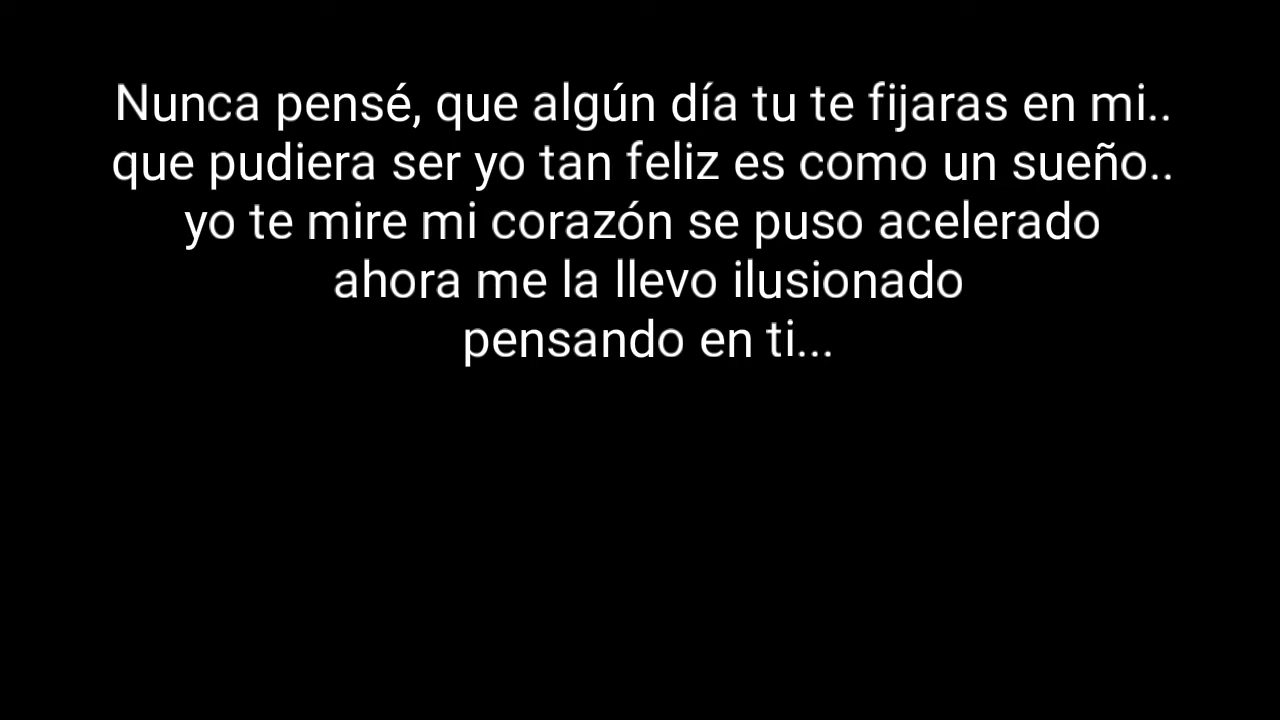 Nunca pensé, que algún día tu te fijaras en mi..
que pudiera ser yo tan feliz es como un sueño..
yo te mire mi corazón se puso acelerado
ahora me la llevo ilusionado
pensando en ti...